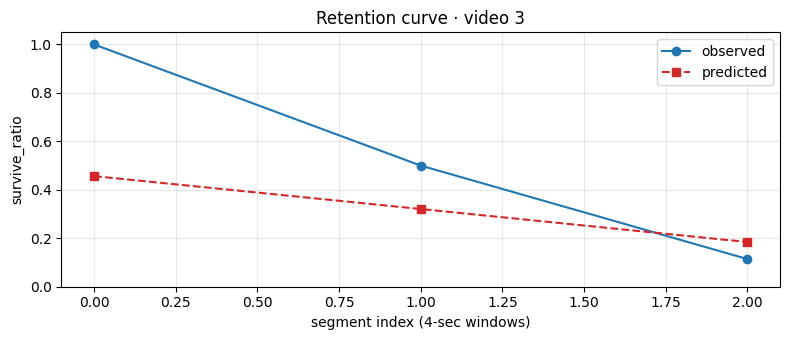 Retention curve · video 3
observed
predicted
survive_ratio
1.0
0.8
0.6
0.4
0.2
0.0
0.00 0.25 0.50 0.75 1.00 1.25 1.50 1.75 2.00
segment index (4-sec windows)